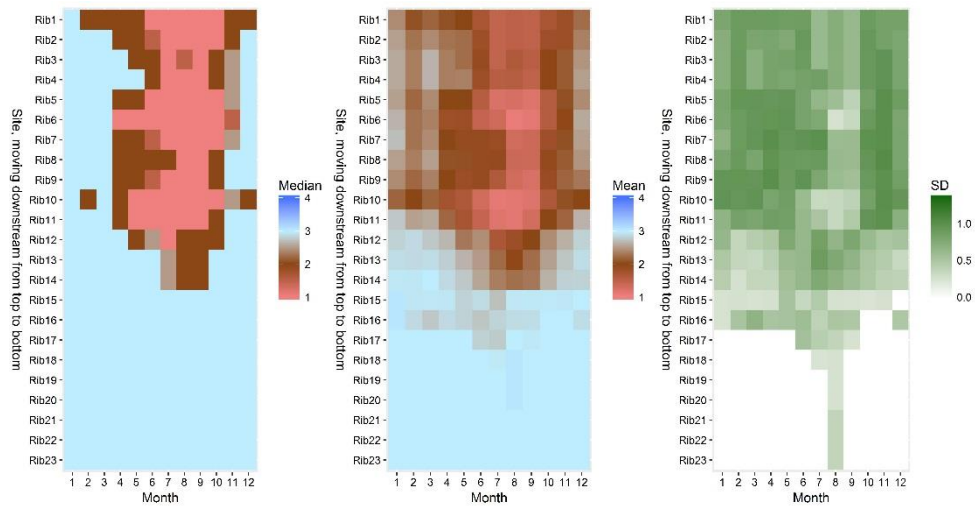 Site, moving downstream from top to bottom
Rib1
Rib2
Rib3
Rib4
Rib5
Rib6
Rib7
Rib8
Rib9
Rib10
Rib11
Rib12
Rib13
Rib14
Rib15
Rib16
Rib17
Rib18
Rib19
Rib20
Rib21
Rib22
Rib23
1 2 3 4 5 6 7 8 9 10 11 12
Month
Median
4
3
2
1
Site, moving downstream from top to bottom
Rib1
Rib2
Rib3
Rib4
Rib5
Rib6
Rib7
Rib8
Rib9
Rib10
Rib11
Rib12
Rib13
Rib14
Rib15
Rib16
Rib17
Rib18
Rib19
Rib20
Rib21
Rib22
Rib23
1 2 3 4 5 6 7 8 9 10 11 12
Month
Mean
4
3
2
1
Site, moving downstream from top to bottom
Rib1
Rib2
Rib3
Rib4
Rib5
Rib6
Rib7
Rib8
Rib9
Rib10
Rib11
Rib12
Rib13
Rib14
Rib15
Rib16
Rib17
Rib18
Rib19
Rib20
Rib21
Rib22
Rib23
1 2 3 4 5 6 7 8 9 10 11 12
Month
SD
1.0
0.5
0.0